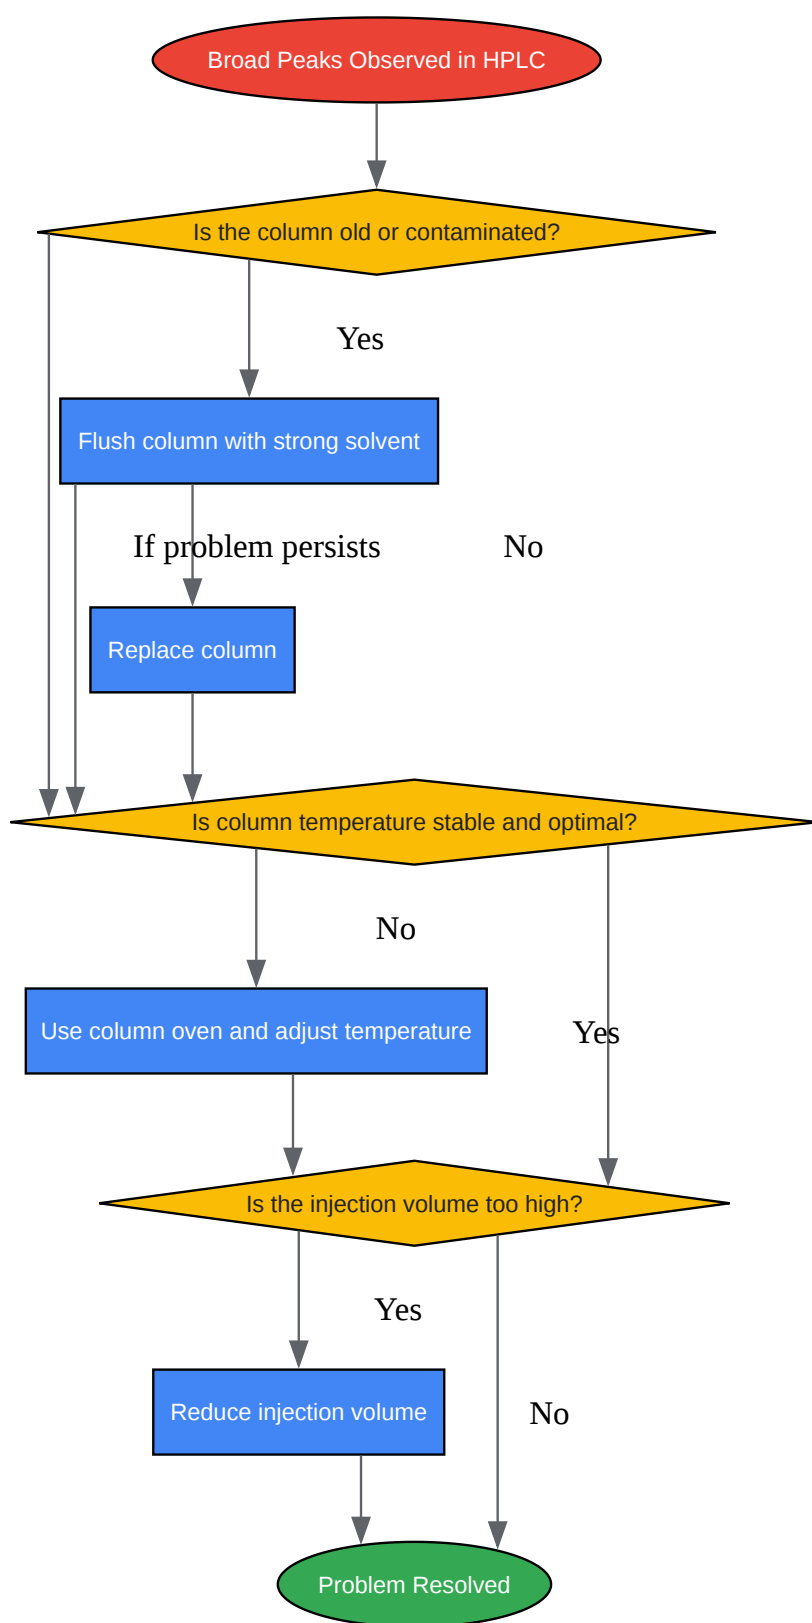 Broad Peaks Observed in HPLC
Is the column old or contaminated?
Yes
Flush column with strong solvent
If problem persists
No
Replace column
Is column temperature stable and optimal?
No
Use column oven and adjust temperature
Yes
Is the injection volume too high?
Yes
Reduce injection volume
No
Problem Resolved